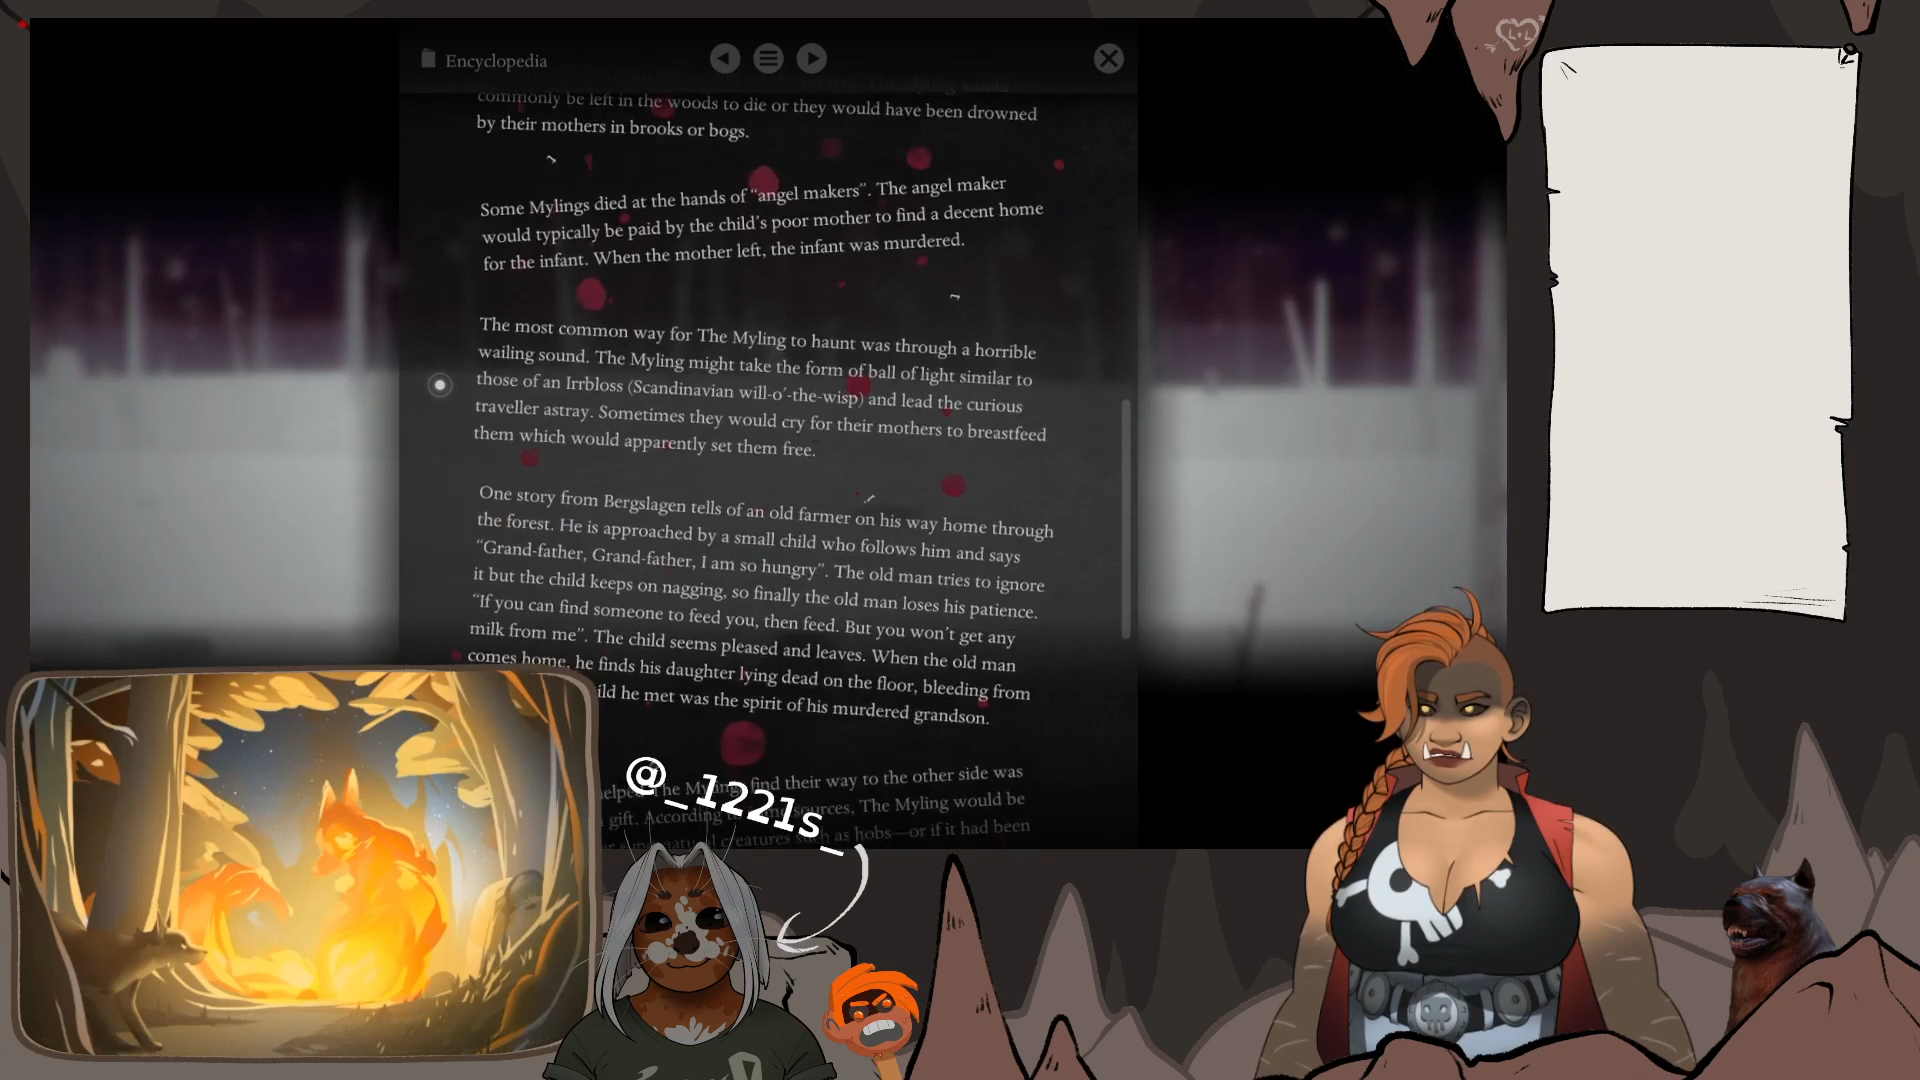 Encyclopedia
L+L
commonly be left in the woods to die or they would have been drowned
by their mothers in brooks or bogs.
Some Mylings died at the hands of “angel makers”. The angel maker
would typically be paid by the child’s poor mother to find a decent home
for the infant. When the mother left, the infant was murdered.
The most common way for The Myling to haunt was through a horrible
wailing sound. The Myling might take the form of ball of light similar to
those of an Irrbloss (Scandinavian will-o’-the-wisp) and lead the curious
traveller astray. Sometimes they would cry for their mothers to breastfeed
them which would apparently set them free.
One story from Bergslagen tells of an old farmer on his way home through
the forest. He is approached by a small child who follows him and says
“Grand-father, Grand-father, I am so hungry”. The old man tries to ignore
it but the child keeps on nagging, so finally the old man loses his patience.
“If you can find someone to feed you, then feed. But you won’t get any
milk from me”. The child seems pleased and leaves. When the old man
comes home, he finds his daughter lying dead on the floor, bleeding from
ild he met was the spirit of his murdered grandson.
The Myling find their way to the other side was
gift. According sources, The Myling would be
creatures such as hobs—or if it had been
@_1221s_